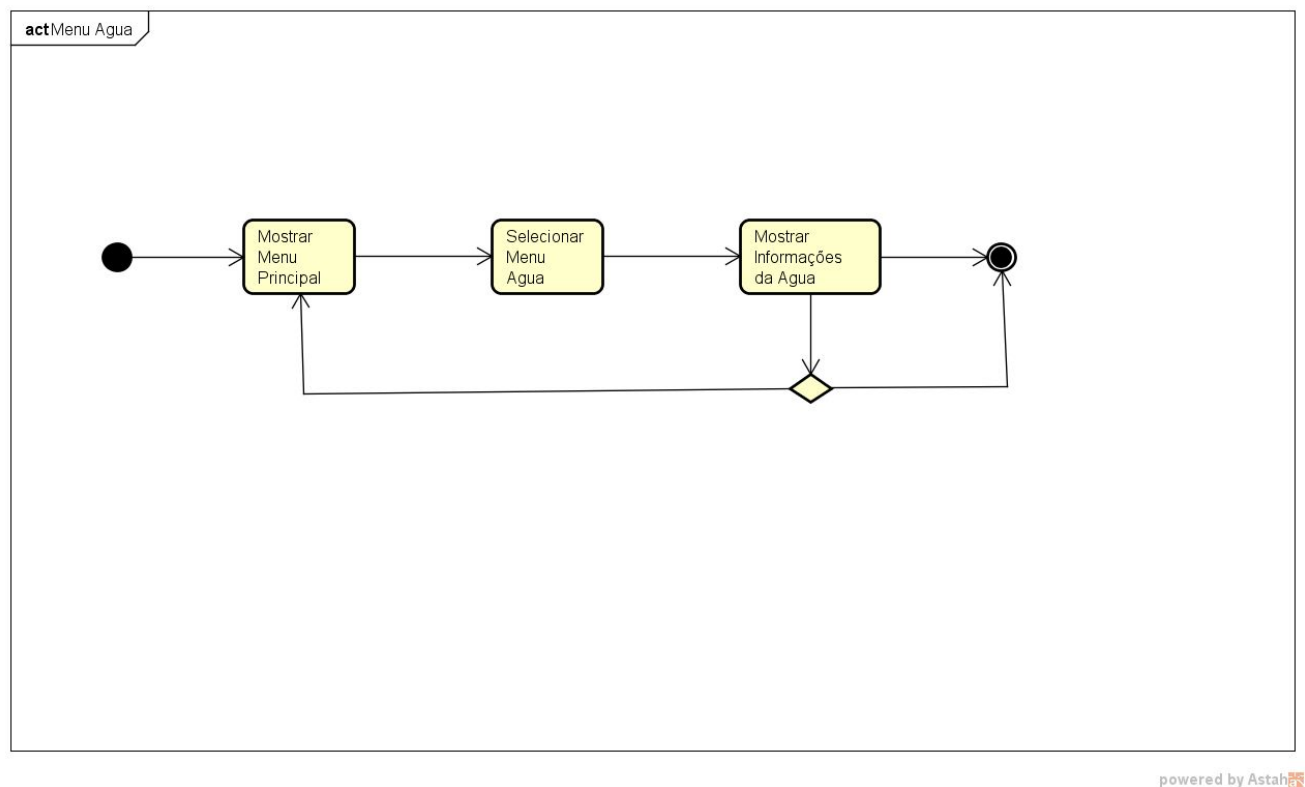 act Menu Agua
Mostrar
Menu
Principal
Selecionar
Menu
Agua
Mostrar
Informações
da Agua
powered by Astah